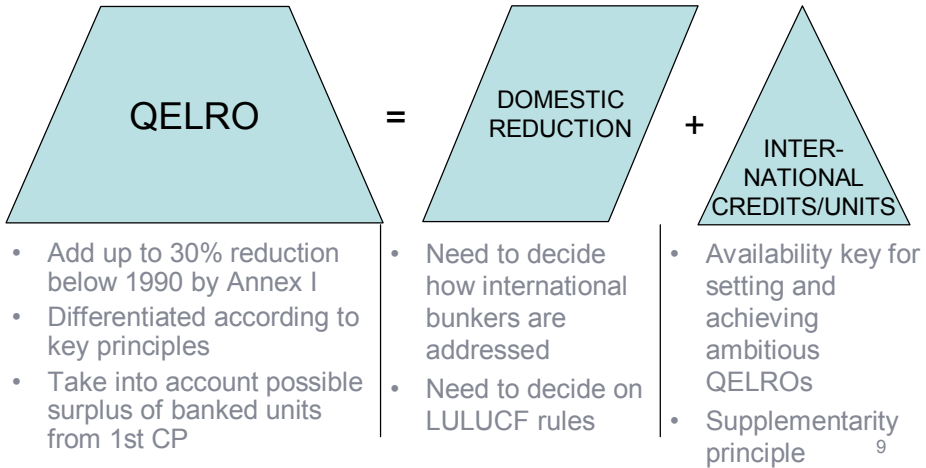 QELRO
=
DOMESTIC
REDUCTION
+
INTER-
NATIONAL
CREDITS/UNITS
• Add up to 30% reduction
below 1990 by Annex I
• Differentiated according to
key principles
• Take into account possible
surplus of banked units
from 1st CP
• Need to decide
how international
bunkers are
addressed
• Need to decide on
LULUCF rules
• Availability key for
setting and
achieving
ambitious
QELROs
• Supplementarity
principle
9